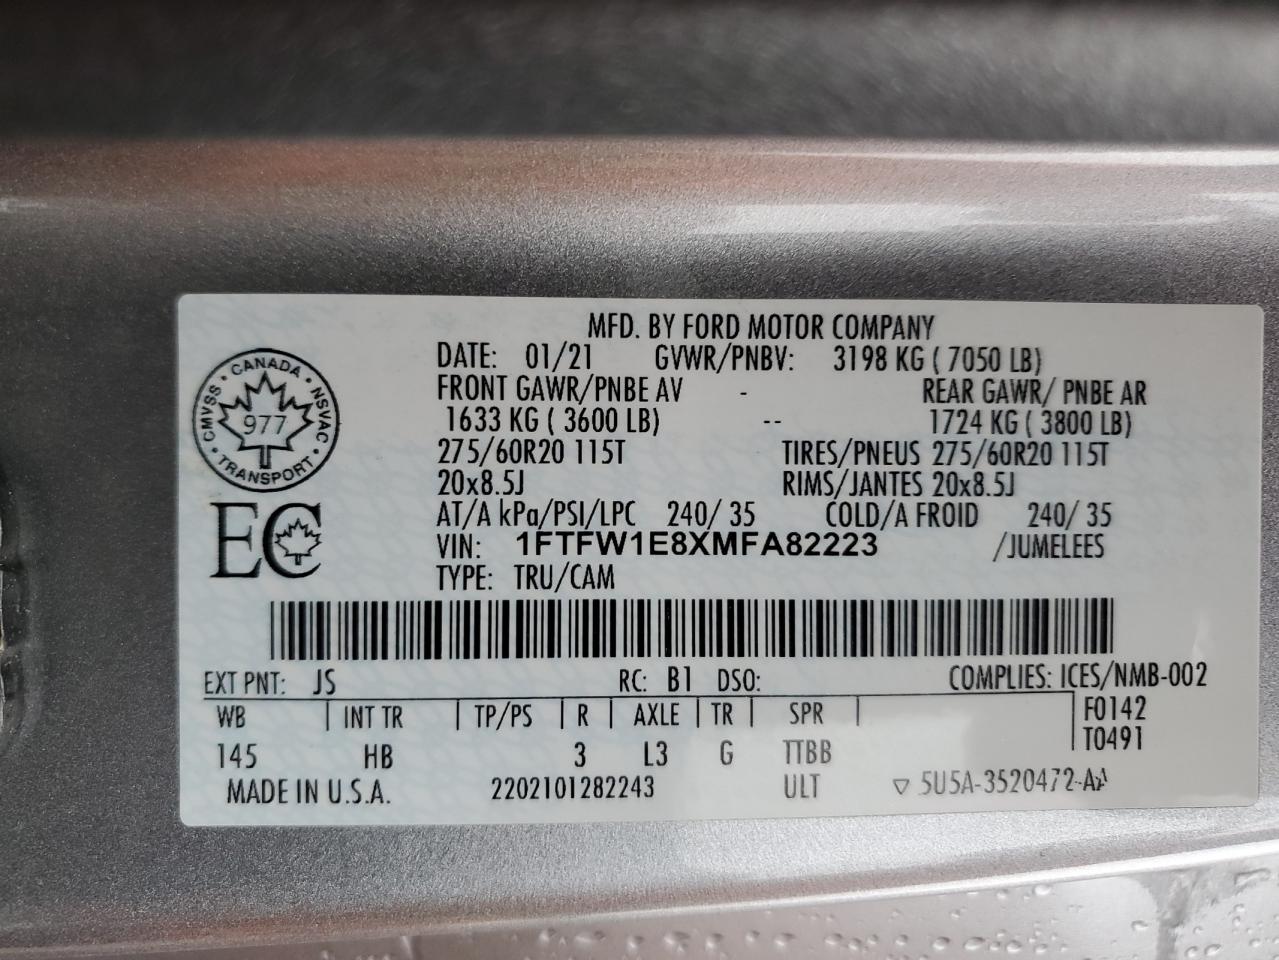 MFD. BY FORD MOTOR COMPANY
DATE: 01/21 GVWR/PNBV: 3198 KG ( 7050 LB)
FRONT GAWR/PNBE AV - REAR GAWR/ PNBE AR
1633 KG ( 3600 LB) -- 1724 KG ( 3800 LB)
275/60R20 115T TIRES/PNEUS 275/60R20 115T
20x8.5J RIMS/JANTES 20x8.5J
AT/A kPa/PSI/LPC 240/ 35 COLD/A FROID 240/ 35
VIN: 1FTFW1E8XMFA82223 /JUMELEES
TYPE: TRU/CAM
CANADA
CMVSS NSVAC
977
TRANSPORT
EC
EXT PNT: JS RC: B1 DSO: COMPLIES: ICES/NMB-002
WB | INT TR | TP/PS | R | AXLE | TR | SPR | F0142
T0491
145 HB 3 L3 G TTBB
MADE IN U.S.A. 2202101282243 ULT ▽ 5U5A-3520472-AA